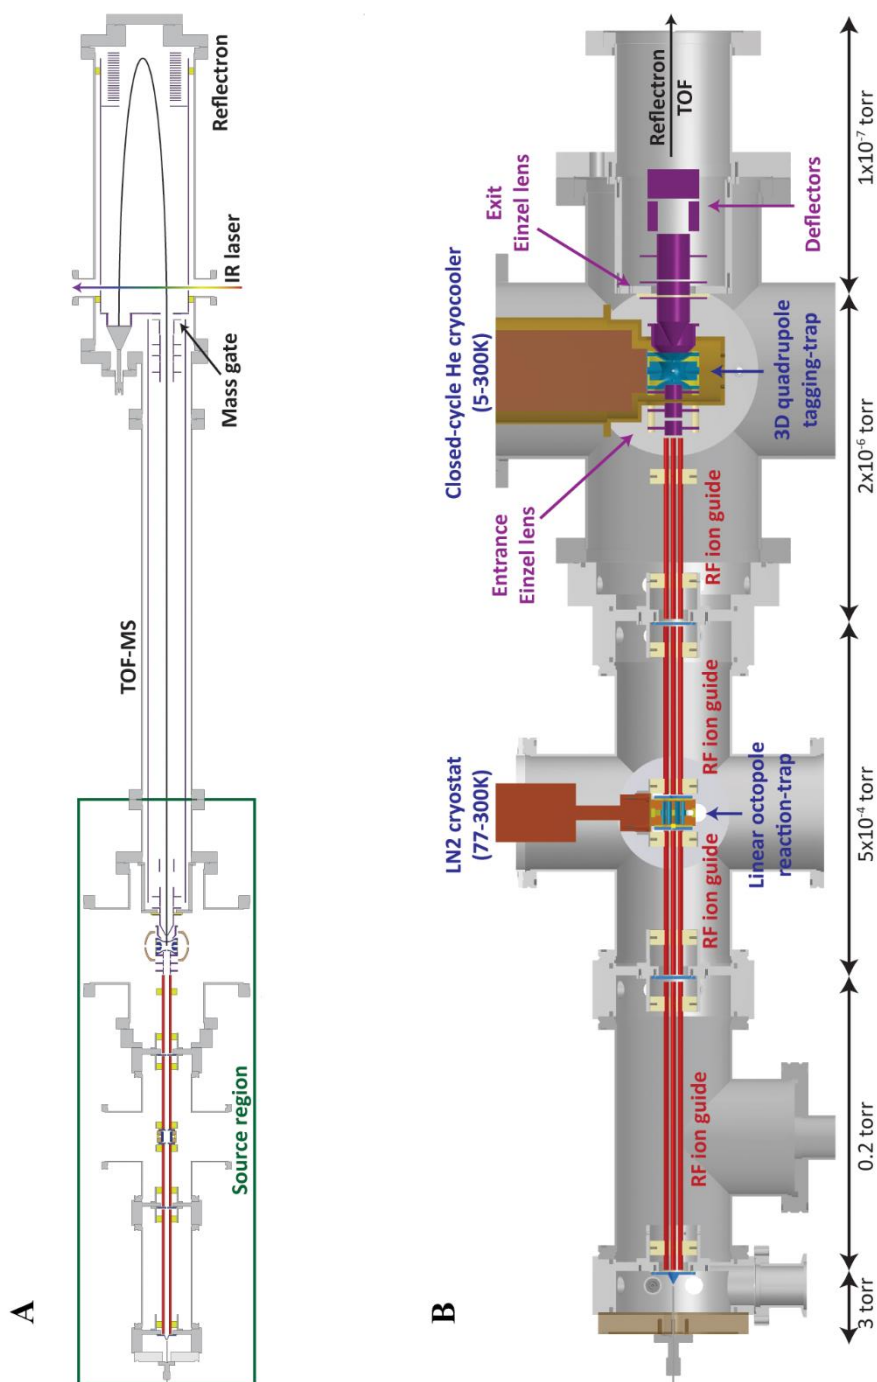 A
Source region
TOF-MS
Mass gate
IR laser
Reflectron
B
LN2 cryostat
(77-300K)
Closed-cycle He cryocooler
(5-300K)
Entrance
Einzel lens
Exit
Einzel lens
Reflectron
TOF
RF ion guide
RF ion guide
RF ion guide
RF ion guide
Linear octopole
reaction-trap
3D quadrupole
tagging-trap
Deflectors
3 torr
0.2 torr
5x10⁻⁴ torr
2x10⁻⁶ torr
1x10⁻⁷ torr